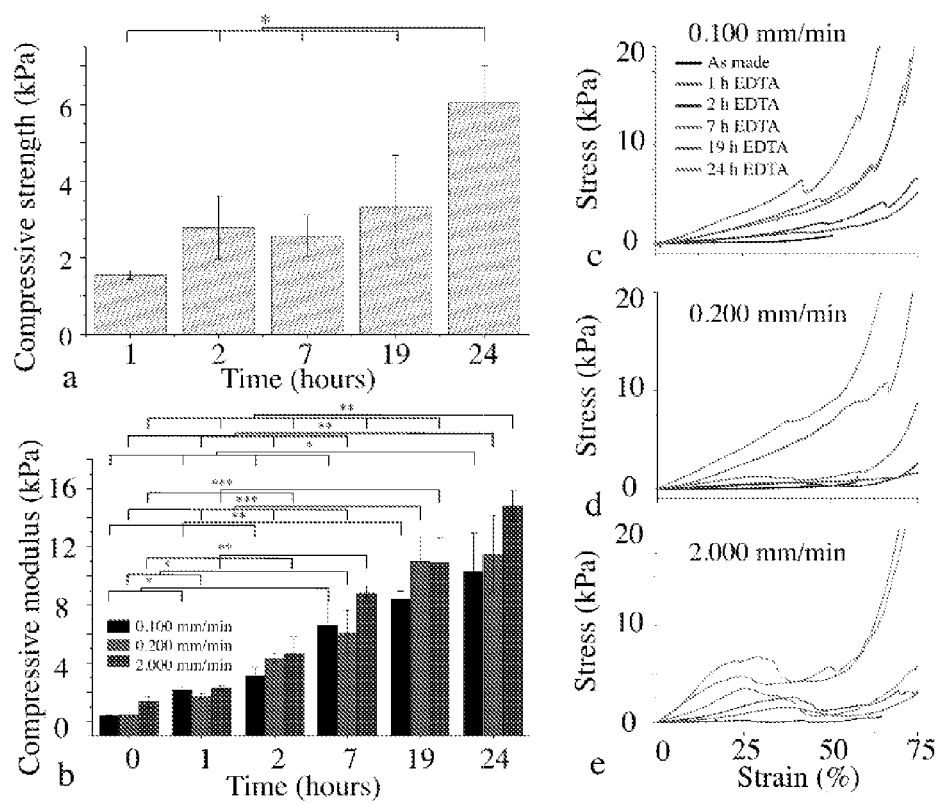 *
Compressive strength (kPa)
6
4
2
0
1 2 7 19 24
Time (hours)
a
**
**
*
***
***
**
**
*
*
Compressive modulus (kPa)
16
12
8
4
0
0.100 mm/min
0.200 mm/min
2.000 mm/min
0 1 2 7 19 24
Time (hours)
b
0.100 mm/min
As made
1 h EDTA
2 h EDTA
7 h EDTA
19 h EDTA
24 h EDTA
Stress (kPa)
20
10
0
c
0.200 mm/min
Stress (kPa)
20
10
0
d
2.000 mm/min
Stress (kPa)
20
10
0
0 25 50 75
Strain (%)
e